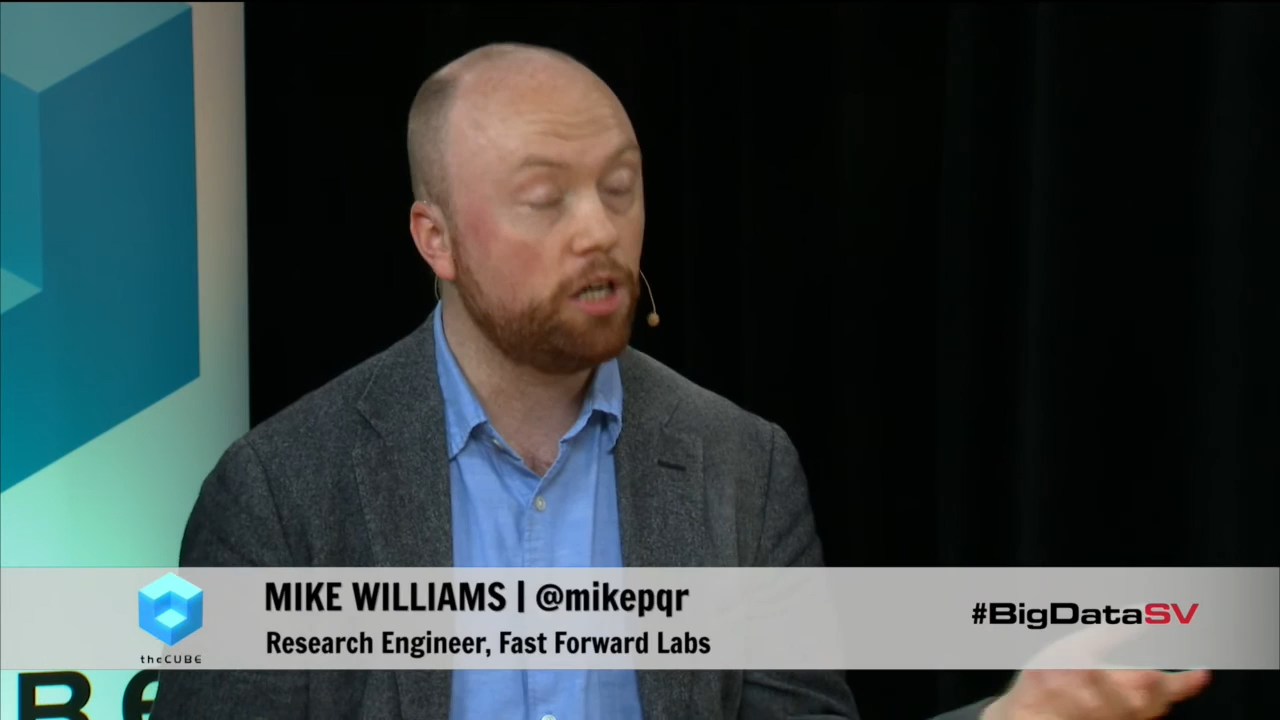 MIKE WILLIAMS | @mikepqr
Research Engineer, Fast Forward Labs
#BigDataSV
theCUBE